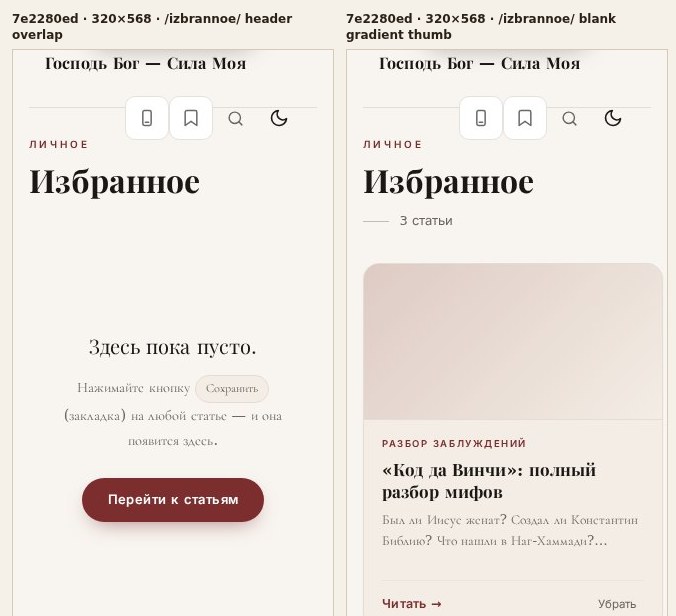 7e2280ed · 320×568 · /izbrannoe/ header
overlap
Господь Бог — Сила Моя
ЛИЧНОЕ
Избранное
Здесь пока пусто.
Нажимайте кнопку Сохранить
(закладка) на любой статье — и она
появится здесь.
Перейти к статьям
7e2280ed · 320×568 · /izbrannoe/ blank
gradient thumb
Господь Бог — Сила Моя
ЛИЧНОЕ
Избранное
3 статьи
РАЗБОР ЗАБЛУЖДЕНИЙ
«Код да Винчи»: полный
разбор мифов
Был ли Иисус женат? Создал ли Константин
Библию? Что нашли в Наг-Хаммади?...
Читать →
Убрать